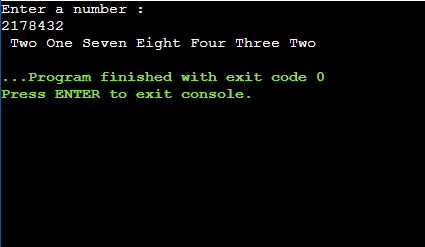 Enter a number :
2178432
Two One Seven Eight Four Three Two
...Program finished with exit code 0
Press ENTER to exit console.